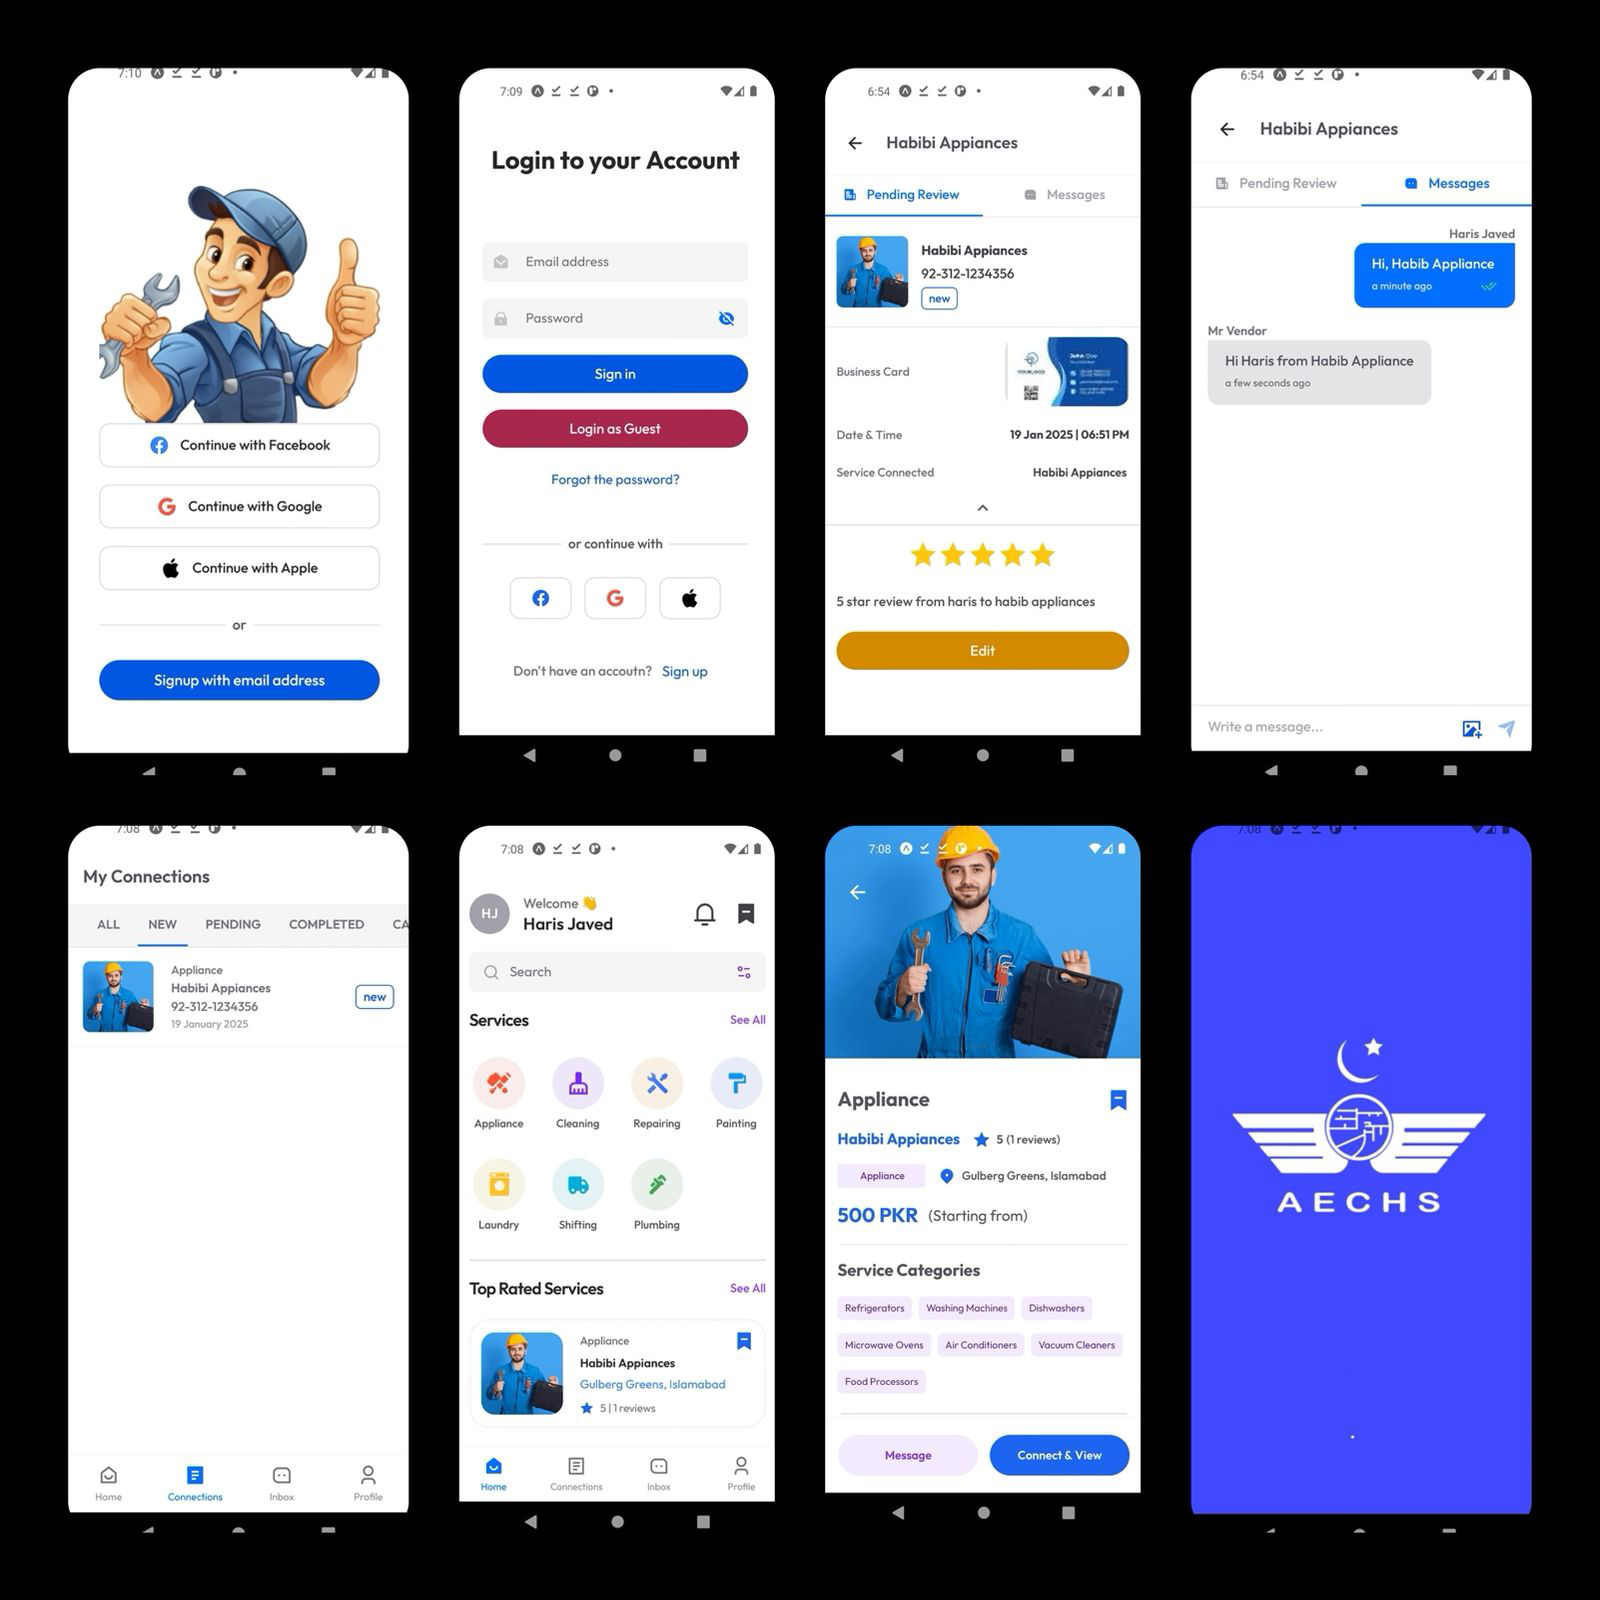 7:10
Continue with Facebook
Continue with Google
Continue with Apple
or
Signup with email address
7:09
Login to your Account
Email address
Password
Sign in
Login as Guest
Forgot the password?
or continue with
Don't have an accoutn? Sign up
6:54
Habibi Appiances
Pending Review
Messages
Habibi Appiances
92-312-1234356
new
Business Card
John Doe
Date & Time
19 Jan 2025 | 06:51 PM
Service Connected
Habibi Appiances
5 star review from haris to habib appliances
Edit
6:54
Habibi Appiances
Pending Review
Messages
Haris Javed
Hi, Habib Appliance
a minute ago
Mr Vendor
Hi Haris from Habib Appliance
a few seconds ago
Write a message...
7:08
My Connections
ALL NEW PENDING COMPLETED CA
Appliance
Habibi Appiances
92-312-1234356
19 January 2025
new
Home Connections Inbox Profile
7:08
HJ
Welcome 👋
Haris Javed
Search
Services See All
Appliance Cleaning Repairing Painting
Laundry Shifting Plumbing
Top Rated Services See All
Appliance
Habibi Appiances
Gulberg Greens, Islamabad
5 | 1 reviews
Home Connections Inbox Profile
7:08
Appliance
Habibi Appiances 5 (1 reviews)
Appliance Gulberg Greens, Islamabad
500 PKR (Starting from)
Service Categories
Refrigerators Washing Machines Dishwashers
Microwave Ovens Air Conditioners Vacuum Cleaners
Food Processors
Message Connect & View
7:08
AECHS